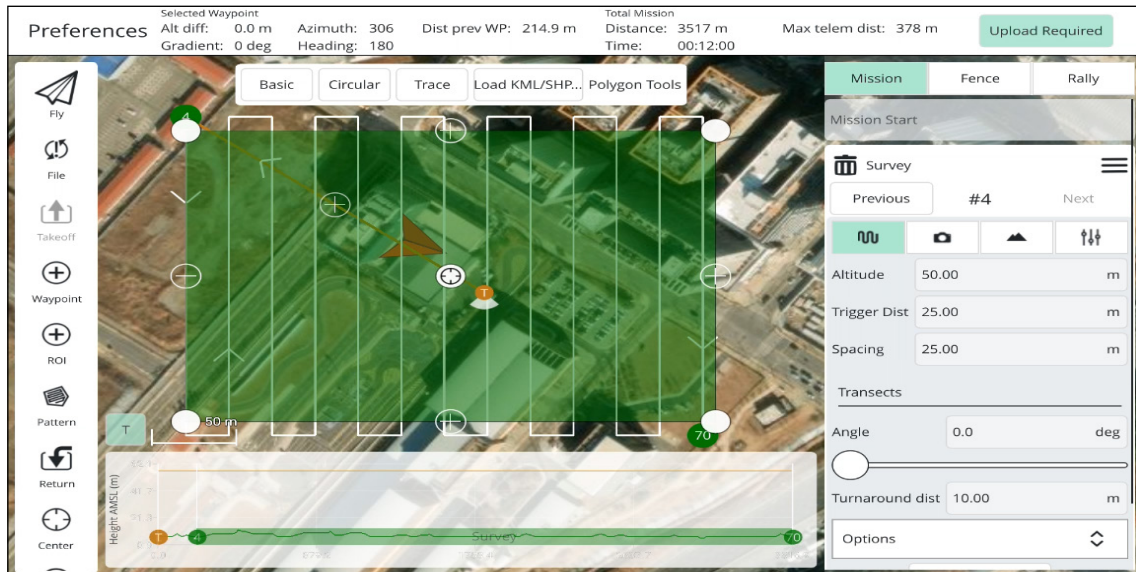 Preferences
Selected Waypoint
Alt diff: 0.0 m Azimuth: 306 Dist prev WP: 214.9 m
Gradient: 0 deg Heading: 180
Total Mission
Distance: 3517 m Max telem dist: 378 m
Time: 00:12:00
Upload Required
Fly
File
Takeoff
Waypoint
ROI
Pattern
Return
Center
Basic Circular Trace Load KML/SHP... Polygon Tools
4
T
70
T
50 m
Height AMSL (m)
T
4
Survey
70
Mission Fence Rally
Mission Start
Survey
Previous #4 Next
Altitude 50.00 m
Trigger Dist 25.00 m
Spacing 25.00 m
Transects
Angle 0.0 deg
Turnaround dist 10.00 m
Options